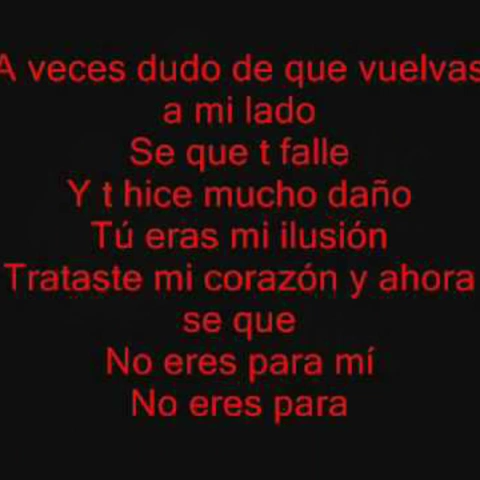 A veces dudo de que vuelvas
a mi lado
Se que t falle
Y t hice mucho daño
Tú eras mi ilusión
Trataste mi corazón y ahora
se que
No eres para mí
No eres para